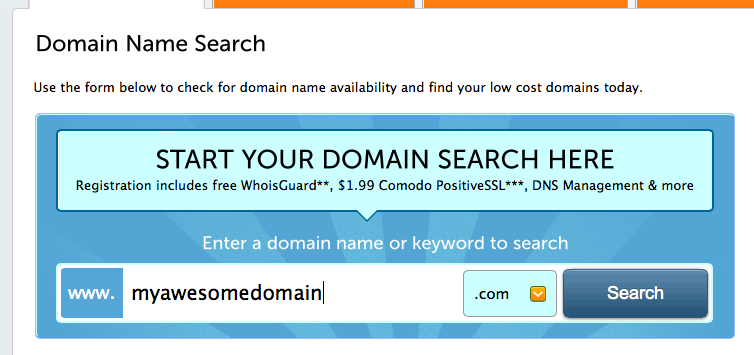 Domain Name Search
Use the form below to check for domain name availability and find your low cost domains today.
START YOUR DOMAIN SEARCH HERE
Registration includes free WhoisGuard**, $1.99 Comodo PositiveSSL***, DNS Management & more
Enter a domain name or keyword to search
www. myawesomedomain .com Search